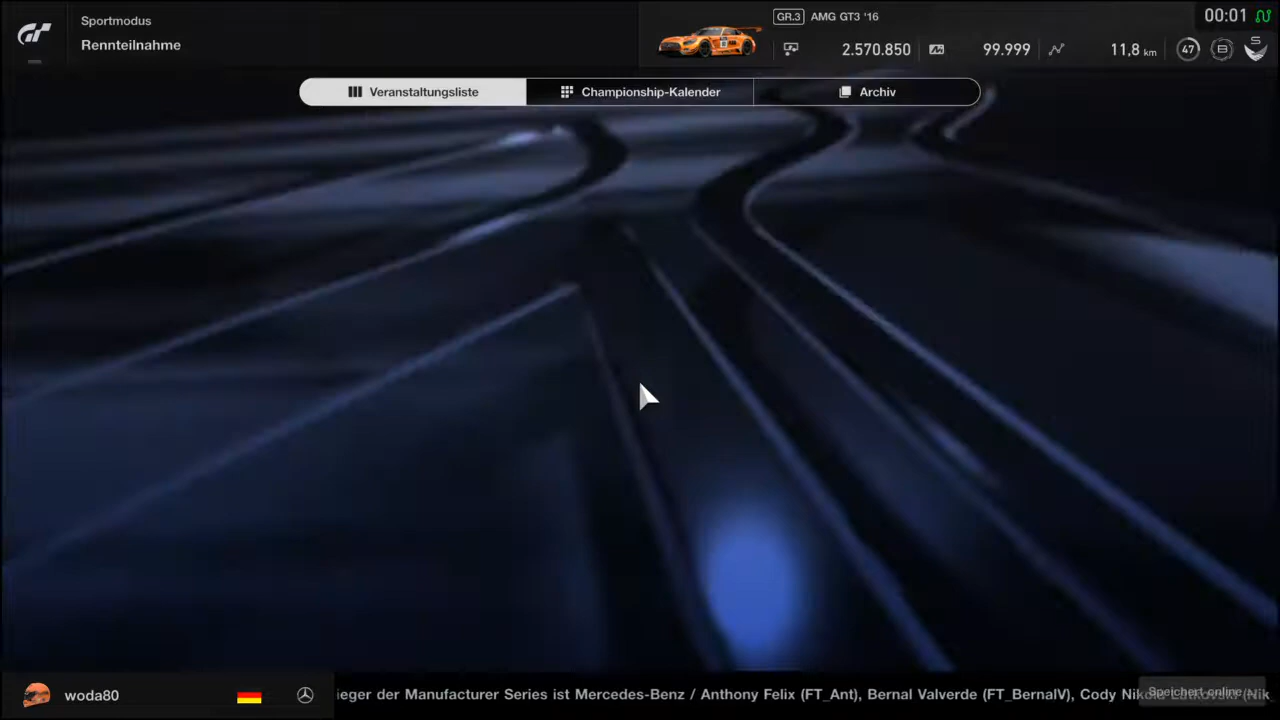 Sportmodus
Rennteilnahme
GR.3 AMG GT3 '16
00:01
2.570.850
99.999
11,8 km
47
B
S
Veranstaltungsliste
Championship-Kalender
Archiv
woda80
ieger der Manufacturer Series ist Mercedes-Benz / Anthony Felix (FT_Ant), Bernal Valverde (FT_BernalV), Cody
Speichert online